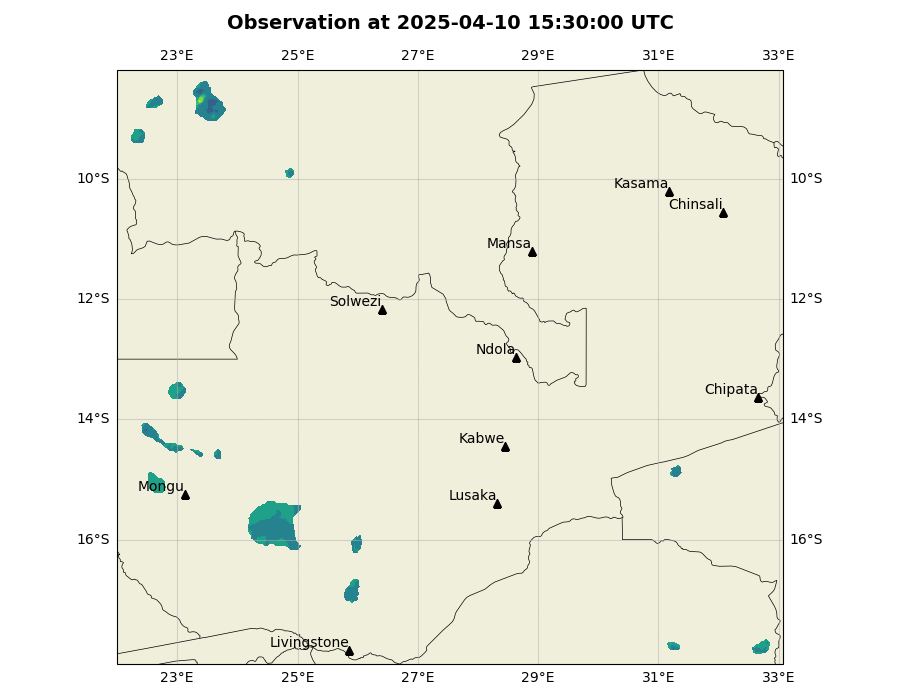 Observation at 2025-04-10 15:30:00 UTC
23°E 25°E 27°E 29°E 31°E 33°E
10°S 10°S
Kasama
Chinsali
Mansa
12°S 12°S
Solwezi
Ndola
Chipata
14°S 14°S
Kabwe
Mongu
Lusaka
16°S 16°S
Livingstone
23°E 25°E 27°E 29°E 31°E 33°E